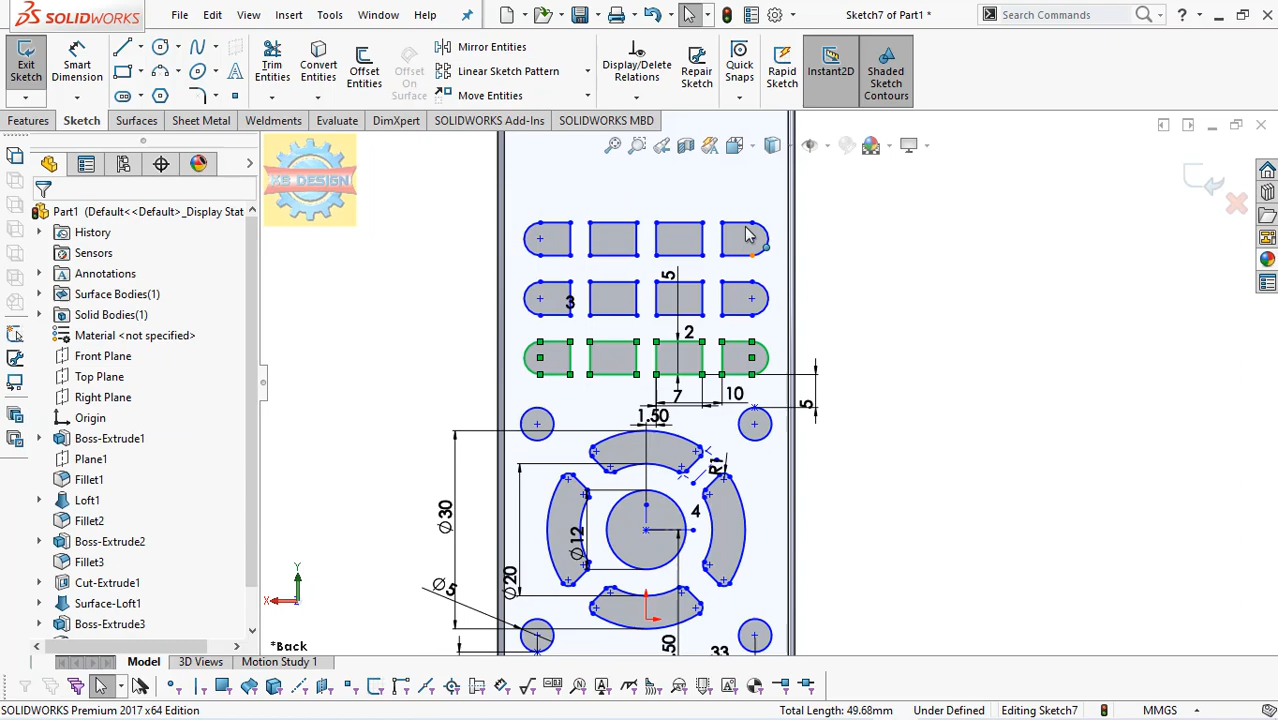 SOLIDWORKS File Edit View Insert Tools Window Help Sketch7 of Part1 * Search Commands ?
Exit Sketch Smart Dimension Trim Entities Convert Entities Offset Entities Offset On Surface Mirror Entities Linear Sketch Pattern Move Entities Display/Delete Relations Repair Sketch Quick Snaps Rapid Sketch Instant2D Shaded Sketch Contours
Features Sketch Surfaces Sheet Metal Weldments Evaluate DimXpert SOLIDWORKS Add-Ins SOLIDWORKS MBD
KB DESIGN
Part1 (Default<<Default>_Display Stat
History
Sensors
Annotations
Surface Bodies(1)
Solid Bodies(1)
Material <not specified>
Front Plane
Top Plane
Right Plane
Origin
Boss-Extrude1
Plane1
Fillet1
Loft1
Fillet2
Boss-Extrude2
Fillet3
Cut-Extrude1
Surface-Loft1
Boss-Extrude3
5
3
2
7
10
5
1.50
R1
4
Ø30
Ø12
Ø20
Ø5
.50
33
Y
X
*Back
Model 3D Views Motion Study 1
SOLIDWORKS Premium 2017 x64 Edition Total Length: 49.68mm Under Defined Editing Sketch7 MMGS